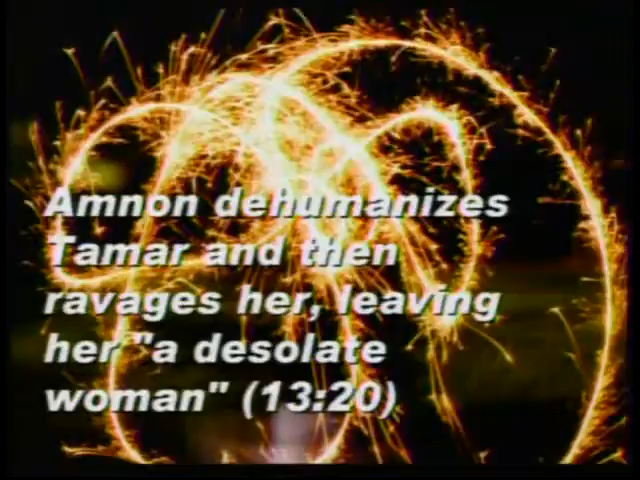 Amnon dehumanizes
Tamar and then
ravages her, leaving
her "a desolate
woman" (13:20)